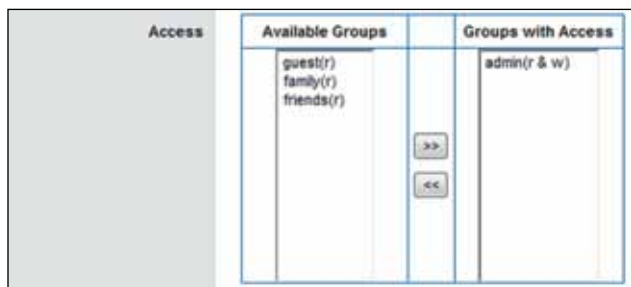 Access Available Groups Groups with Access
guest(r) admin(r & w)
family(r)
friends(r)
>>
<<